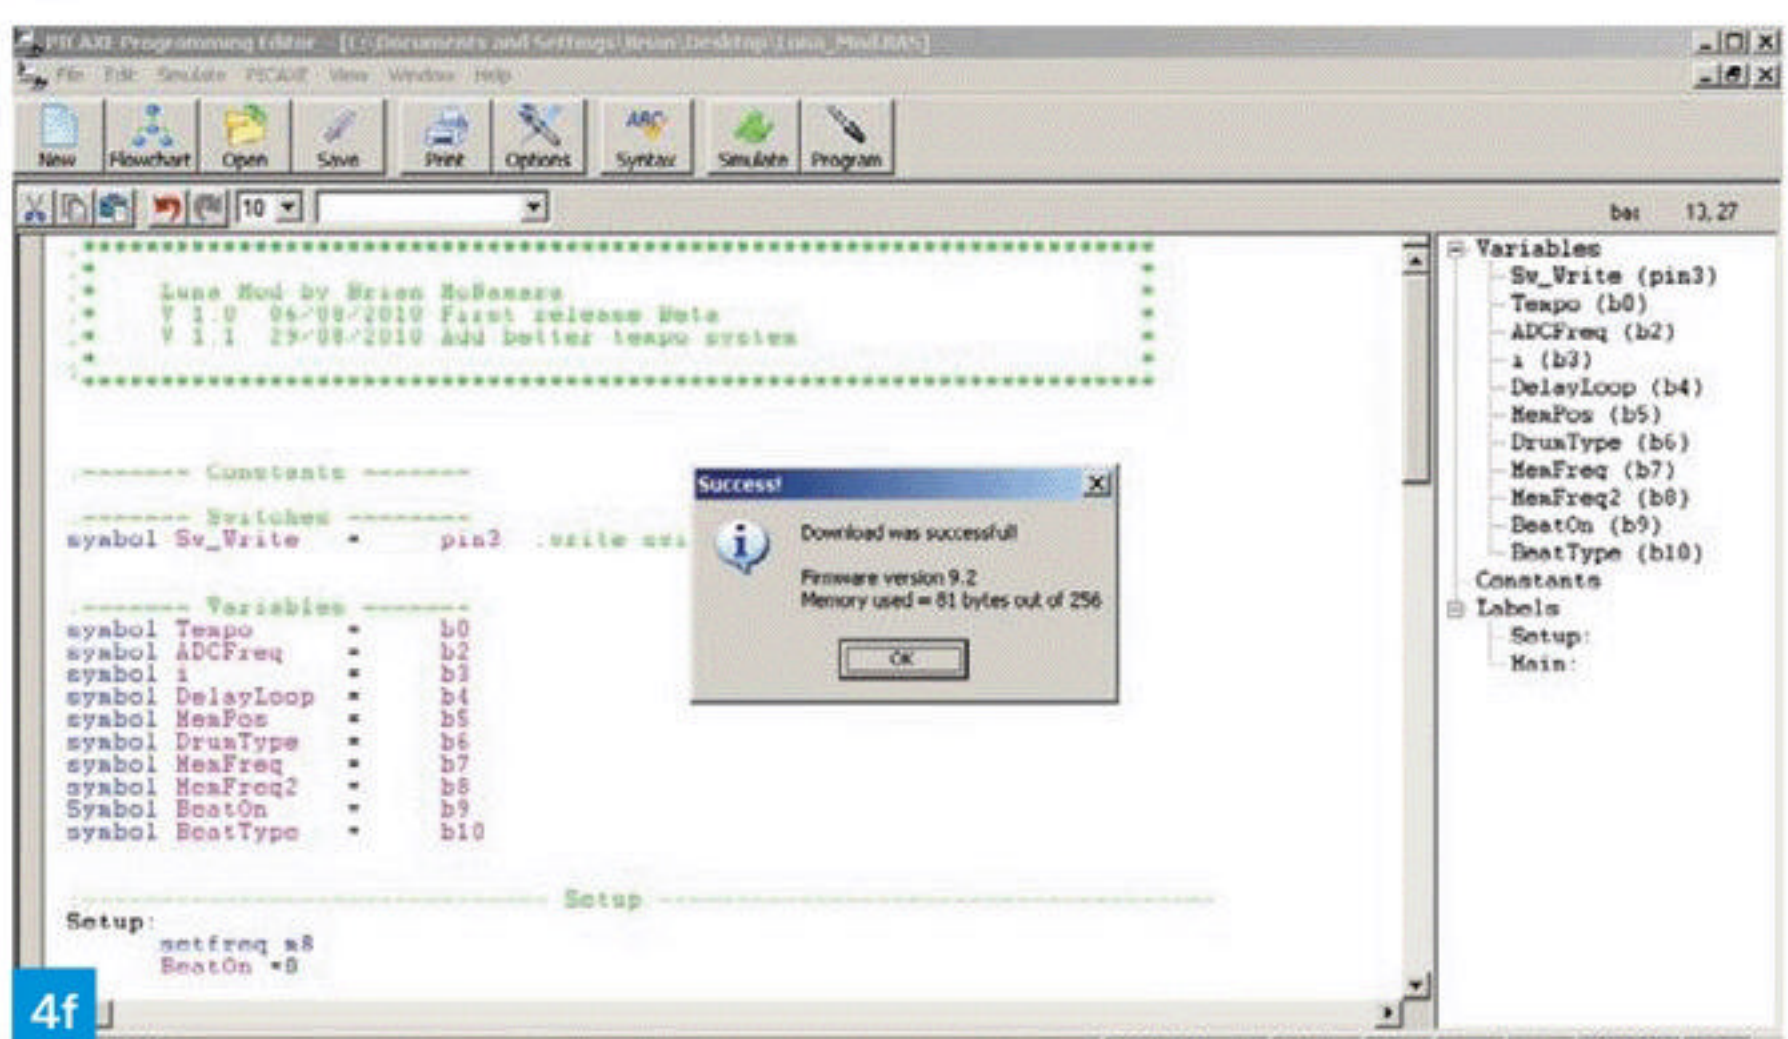 PICAXE Programming Editor - [C:\Documents and Settings\Brian\Desktop\Luna_Mod.BAS]
File Edit Simulate PICAXE View Window Help
New Flowchart Open Save Print Options Syntax Simulate Program
10
bas 13, 27
Luna Mod by Brian McNamara
V 1.0 06/08/2010 First release Beta
V 1.1 29/08/2010 Add better tempo system
------- Constants -------
------- Switches -------
symbol Sw_Write = pin3 ;write
------- Variables -------
symbol Tempo = b0
symbol ADCFreq = b2
symbol i = b3
symbol DelayLoop = b4
symbol MemPos = b5
symbol DrumType = b6
symbol MemFreq = b7
symbol MemFreq2 = b8
Symbol BeatOn = b9
symbol BeatType = b10
Setup
Setup:
setfreq m8
BeatOn =0
Success!
Download was successful!
Firmware version 9.2
Memory used = 81 bytes out of 256
OK
Variables
Sw_Write (pin3)
Tempo (b0)
ADCFreq (b2)
i (b3)
DelayLoop (b4)
MemPos (b5)
DrumType (b6)
MemFreq (b7)
MemFreq2 (b8)
BeatOn (b9)
BeatType (b10)
Constants
Labels
Setup:
Main:
4f